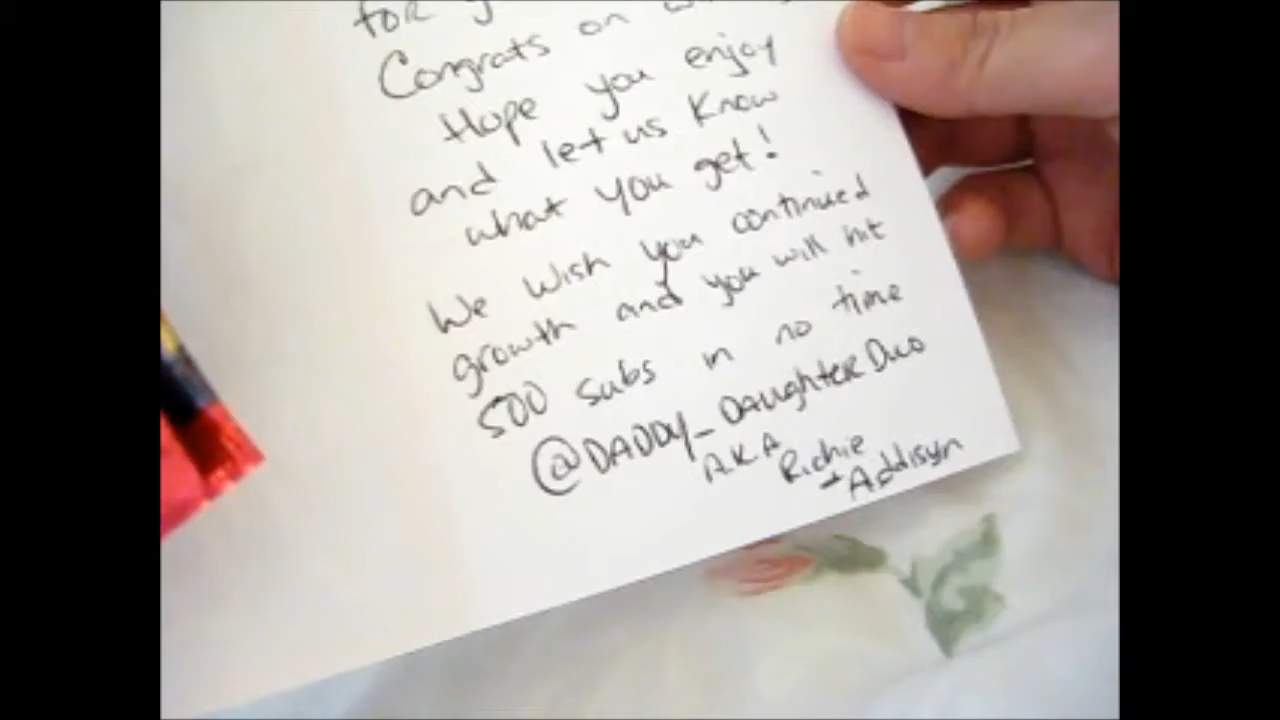 for
Congrats on
Hope you enjoy
and let us know
what you get!
We wish you continued
growth and you will hit
500 subs in no time
@DADDY_DAUghterDuo
A.K.A Richie
+ Addisyn